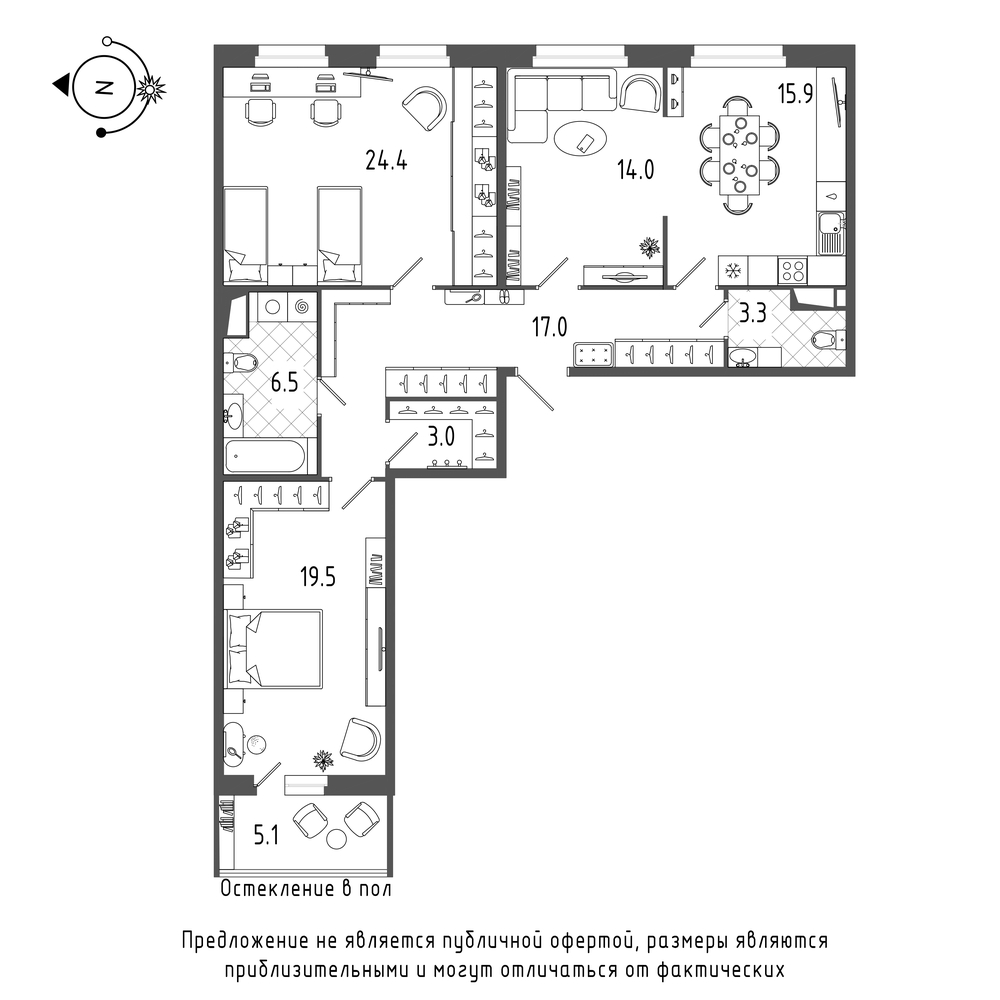 N
15.9
24.4
14.0
17.0
3.3
6.5
3.0
19.5
5.1
Остекление в пол
Предложение не является публичной офертой, размеры являются
приблизительными и могут отличаться от фактических